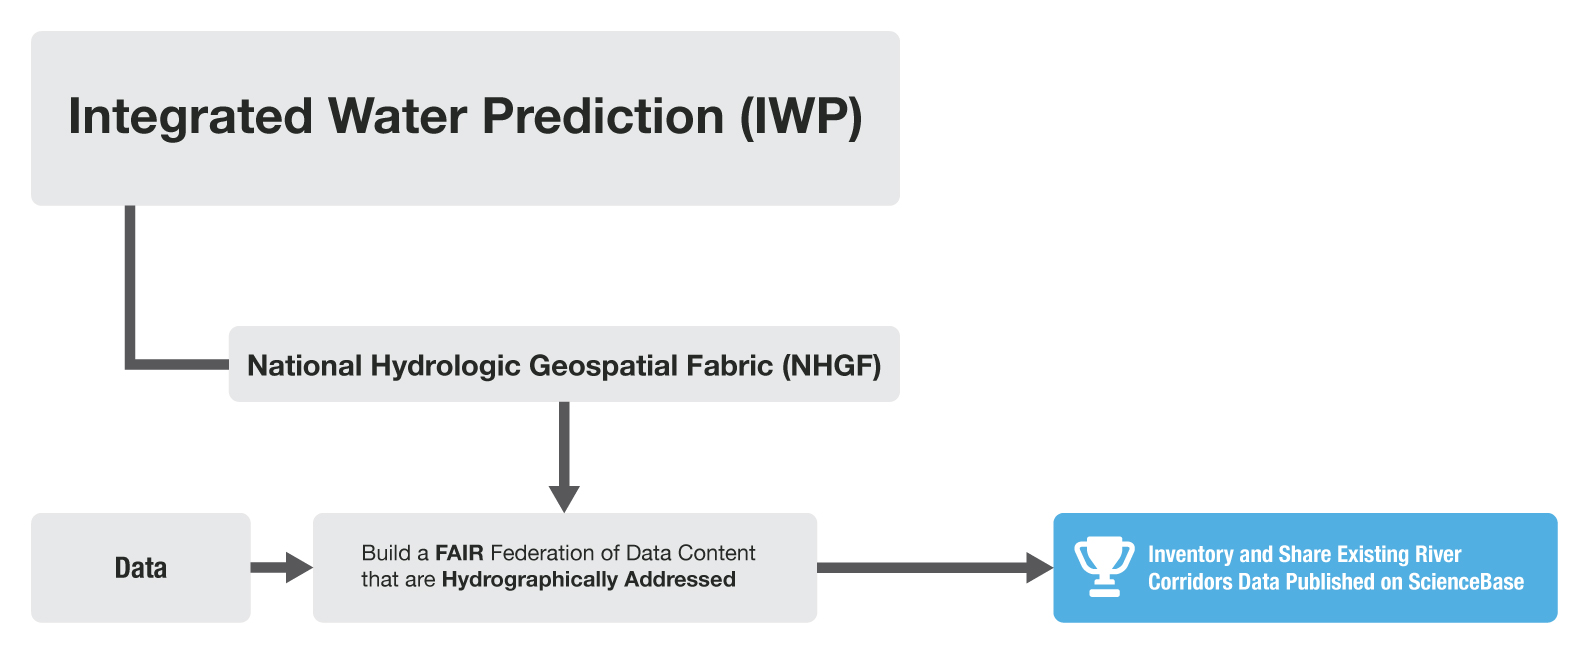 Integrated Water Prediction (IWP)
National Hydrologic Geospatial Fabric (NHGF)
Data
Build a FAIR Federation of Data Content
that are Hydrographically Addressed
Inventory and Share Existing River
Corridors Data Published on ScienceBase